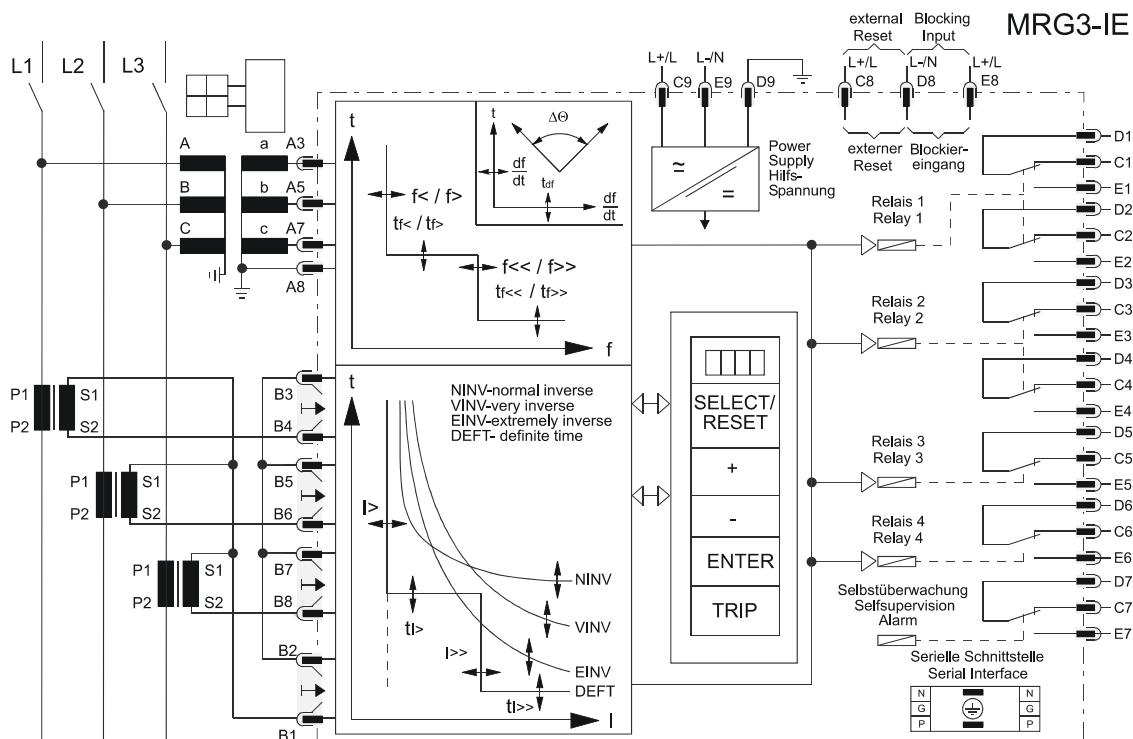 MRG3-IE
external
Reset
Blocking
Input
L+/L
L-/N
L+/L
L-/N
L+/L
C9
E9
D9
C8
D8
E8
externer
Reset
Blockier-
eingang
Power
Supply
Hilfs-
Spannung
≃
=
L1
L2
L3
A
a
A3
B
b
A5
C
c
A7
A8
t
f< / f>
tf< / tf>
f<< / f>>
tf<< / tf>>
f
t
ΔΘ
df
dt
tdf
df
dt
P1
S1
P2
S2
P1
S1
P2
S2
P1
S1
P2
S2
B3
B4
B5
B6
B7
B8
B2
B1
t
NINV-normal inverse
VINV-very inverse
EINV-extremely inverse
DEFT- definite time
I>
tI>
I>>
tI>>
NINV
VINV
EINV
DEFT
I
SELECT/
RESET
+
-
ENTER
TRIP
Relais 1
Relay 1
Relais 2
Relay 2
Relais 3
Relay 3
Relais 4
Relay 4
Selbstüberwachung
Selfsupervision
Alarm
D1
C1
E1
D2
C2
E2
D3
C3
E3
D4
C4
E4
D5
C5
E5
D6
C6
E6
D7
C7
E7
Serielle Schnittstelle
Serial Interface
N
G
P
N
G
P